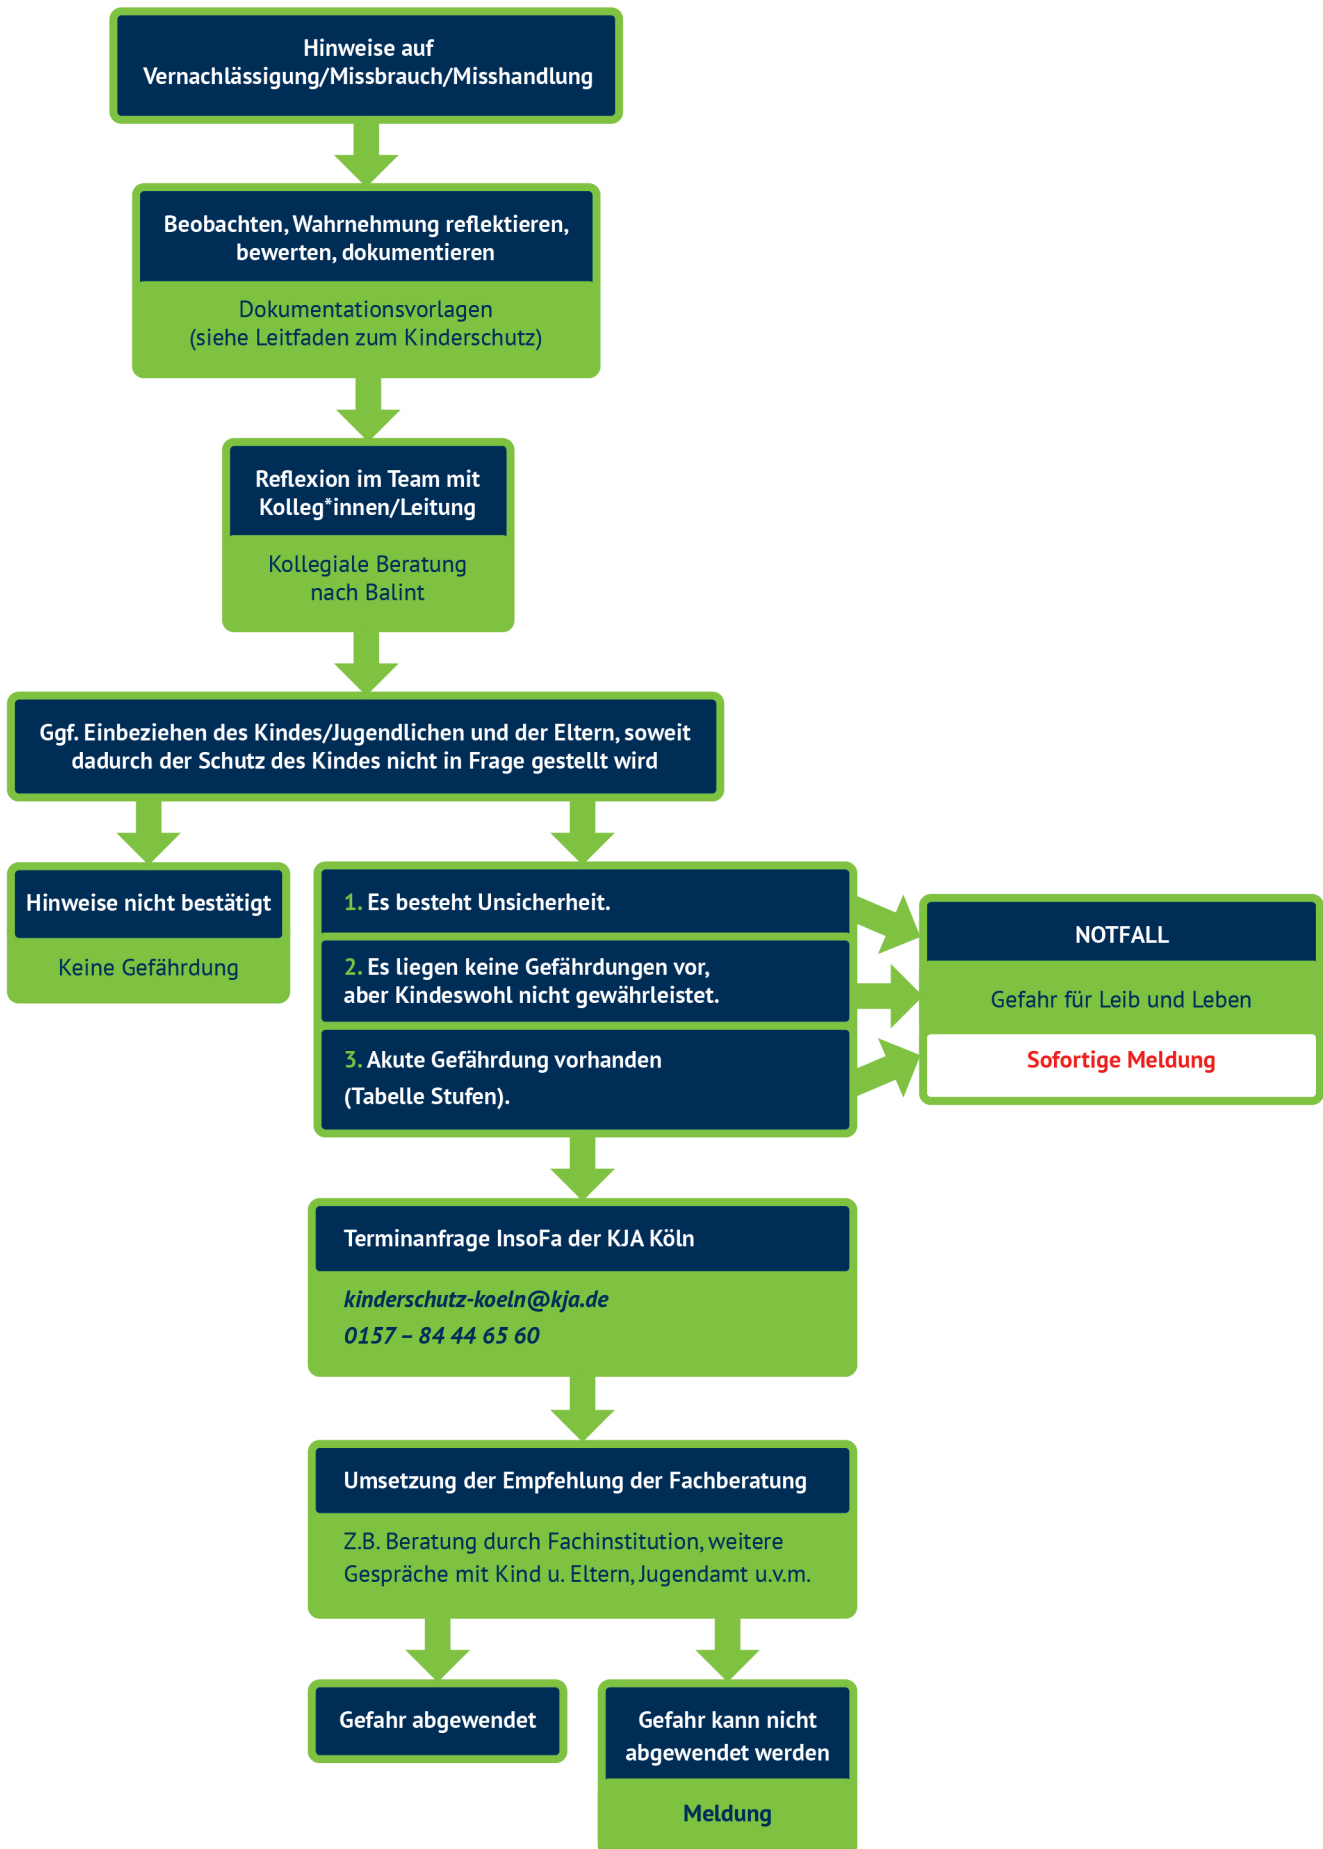 Hinweise auf
Vernachlässigung/Missbrauch/Misshandlung
Beobachten, Wahrnehmung reflektieren,
bewerten, dokumentieren
Dokumentationsvorlagen
(siehe Leitfaden zum Kinderschutz)
Reflexion im Team mit
Kolleg*innen/Leitung
Kollegiale Beratung
nach Balint
Ggf. Einbeziehen des Kindes/Jugendlichen und der Eltern, soweit
dadurch der Schutz des Kindes nicht in Frage gestellt wird
Hinweise nicht bestätigt
Keine Gefährdung
1. Es besteht Unsicherheit.
2. Es liegen keine Gefährdungen vor,
aber Kindeswohl nicht gewährleistet.
3. Akute Gefährdung vorhanden
(Tabelle Stufen).
NOTFALL
Gefahr für Leib und Leben
Sofortige Meldung
Terminanfrage InsoFa der KJA Köln
kinderschutz-koeln@kja.de
0157 – 84 44 65 60
Umsetzung der Empfehlung der Fachberatung
Z.B. Beratung durch Fachinstitution, weitere
Gespräche mit Kind u. Eltern, Jugendamt u.v.m.
Gefahr abgewendet
Gefahr kann nicht
abgewendet werden
Meldung